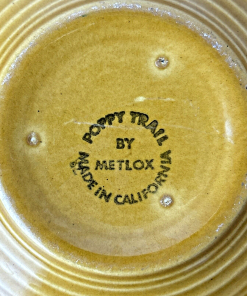 POPPY TRAIL
BY
METLOX
MADE IN CALIFORNIA